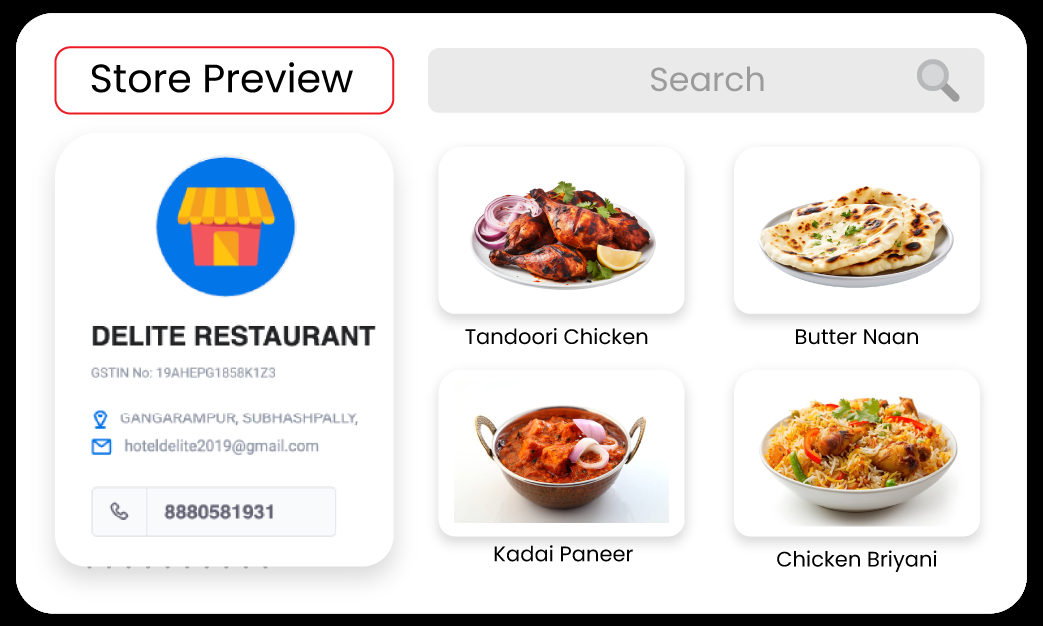 Store Preview
Search
DELITE RESTAURANT
GSTIN No: 19AHEPG1858K1Z3
GANGARAMPUR, SUBHASHPALLY,
hoteldelite2019@gmail.com
8880581931
Tandoori Chicken
Butter Naan
Kadai Paneer
Chicken Briyani